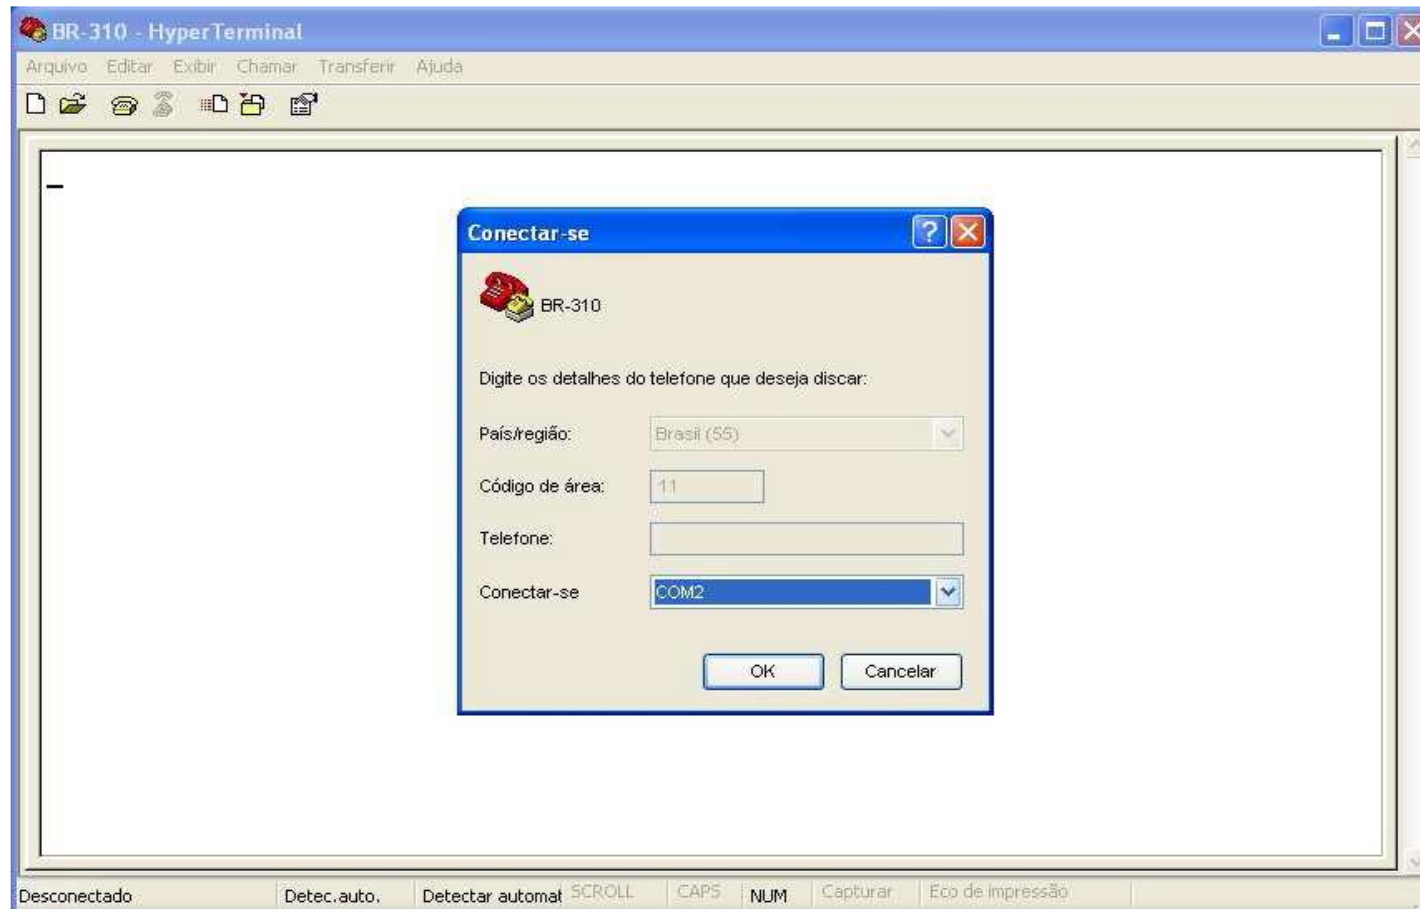 BR-310 - HyperTerminal
Arquivo Editar Exibir Chamar Transferir Ajuda
Conectar-se
BR-310
Digite os detalhes do telefone que deseja discar:
País/região: Brasil (55)
Código de área: 11
Telefone:
Conectar-se COM2
OK Cancelar
Desconectado Detec.auto. Detectar automat SCROLL CAPS NUM Capturar Eco de impressão